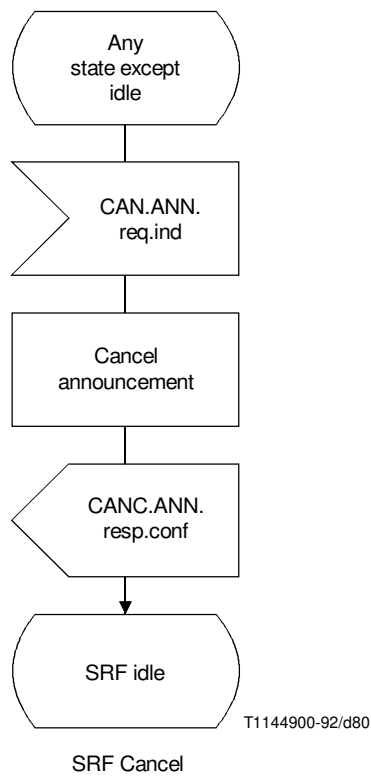 Any
state except
idle
CAN.ANN.
req.ind
Cancel
announcement
CANC.ANN.
resp.conf
SRF idle
T1144900-92/d80
SRF Cancel